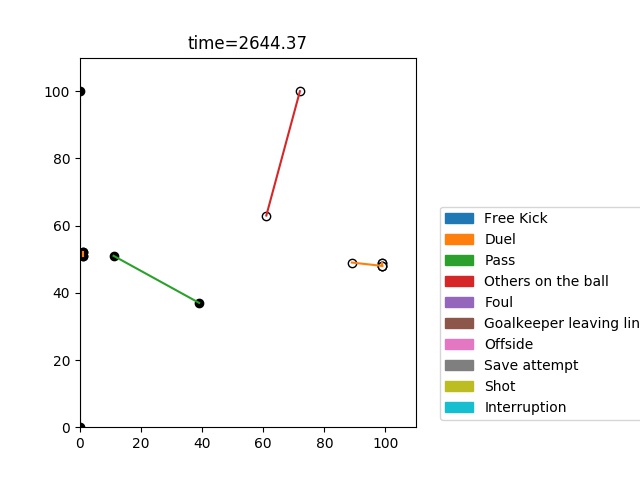 time=2644.37
100
80
60
40
20
0
0 20 40 60 80 100
Free Kick
Duel
Pass
Others on the ball
Foul
Goalkeeper leaving lin
Offside
Save attempt
Shot
Interruption